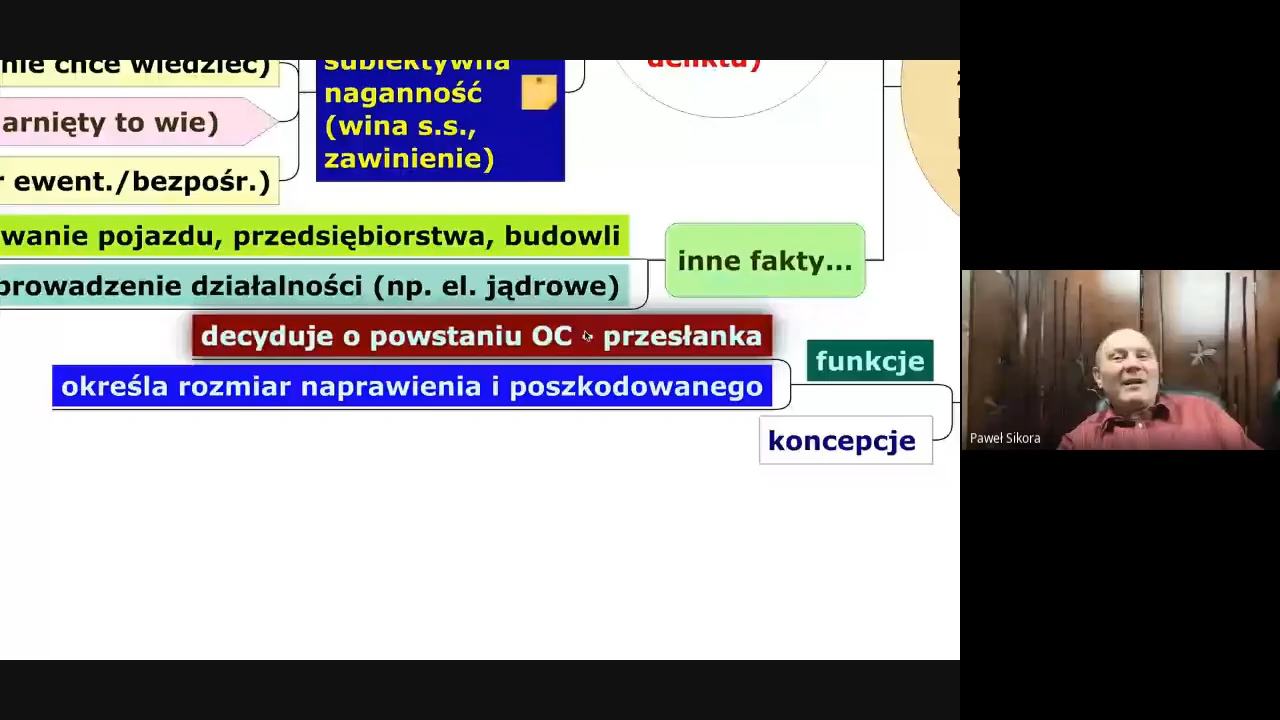 nie chce wiedzieć)
arnięty to wie)
r ewent./bezpośr.)
subiektywna
naganność
(wina s.s.,
zawinienie)
deliktu)
wanie pojazdu, przedsiębiorstwa, budowli
prowadzenie działalności (np. el. jądrowe)
inne fakty...
decyduje o powstaniu OC - przesłanka
określa rozmiar naprawienia i poszkodowanego
funkcje
koncepcje
Paweł Sikora